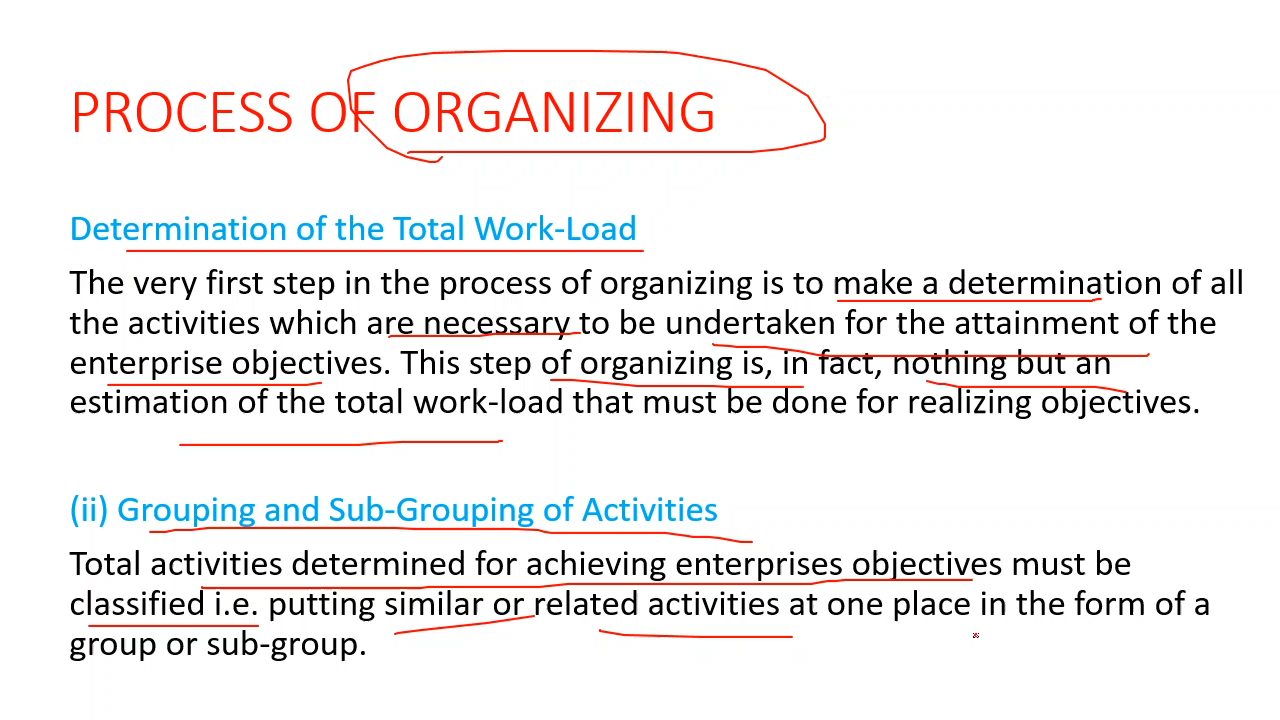 PROCESS OF ORGANIZING
Determination of the Total Work-Load
The very first step in the process of organizing is to make a determination of all
the activities which are necessary to be undertaken for the attainment of the
enterprise objectives. This step of organizing is, in fact, nothing but an
estimation of the total work-load that must be done for realizing objectives.
(ii) Grouping and Sub-Grouping of Activities
Total activities determined for achieving enterprises objectives must be
classified i.e. putting similar or related activities at one place in the form of a
group or sub-group.